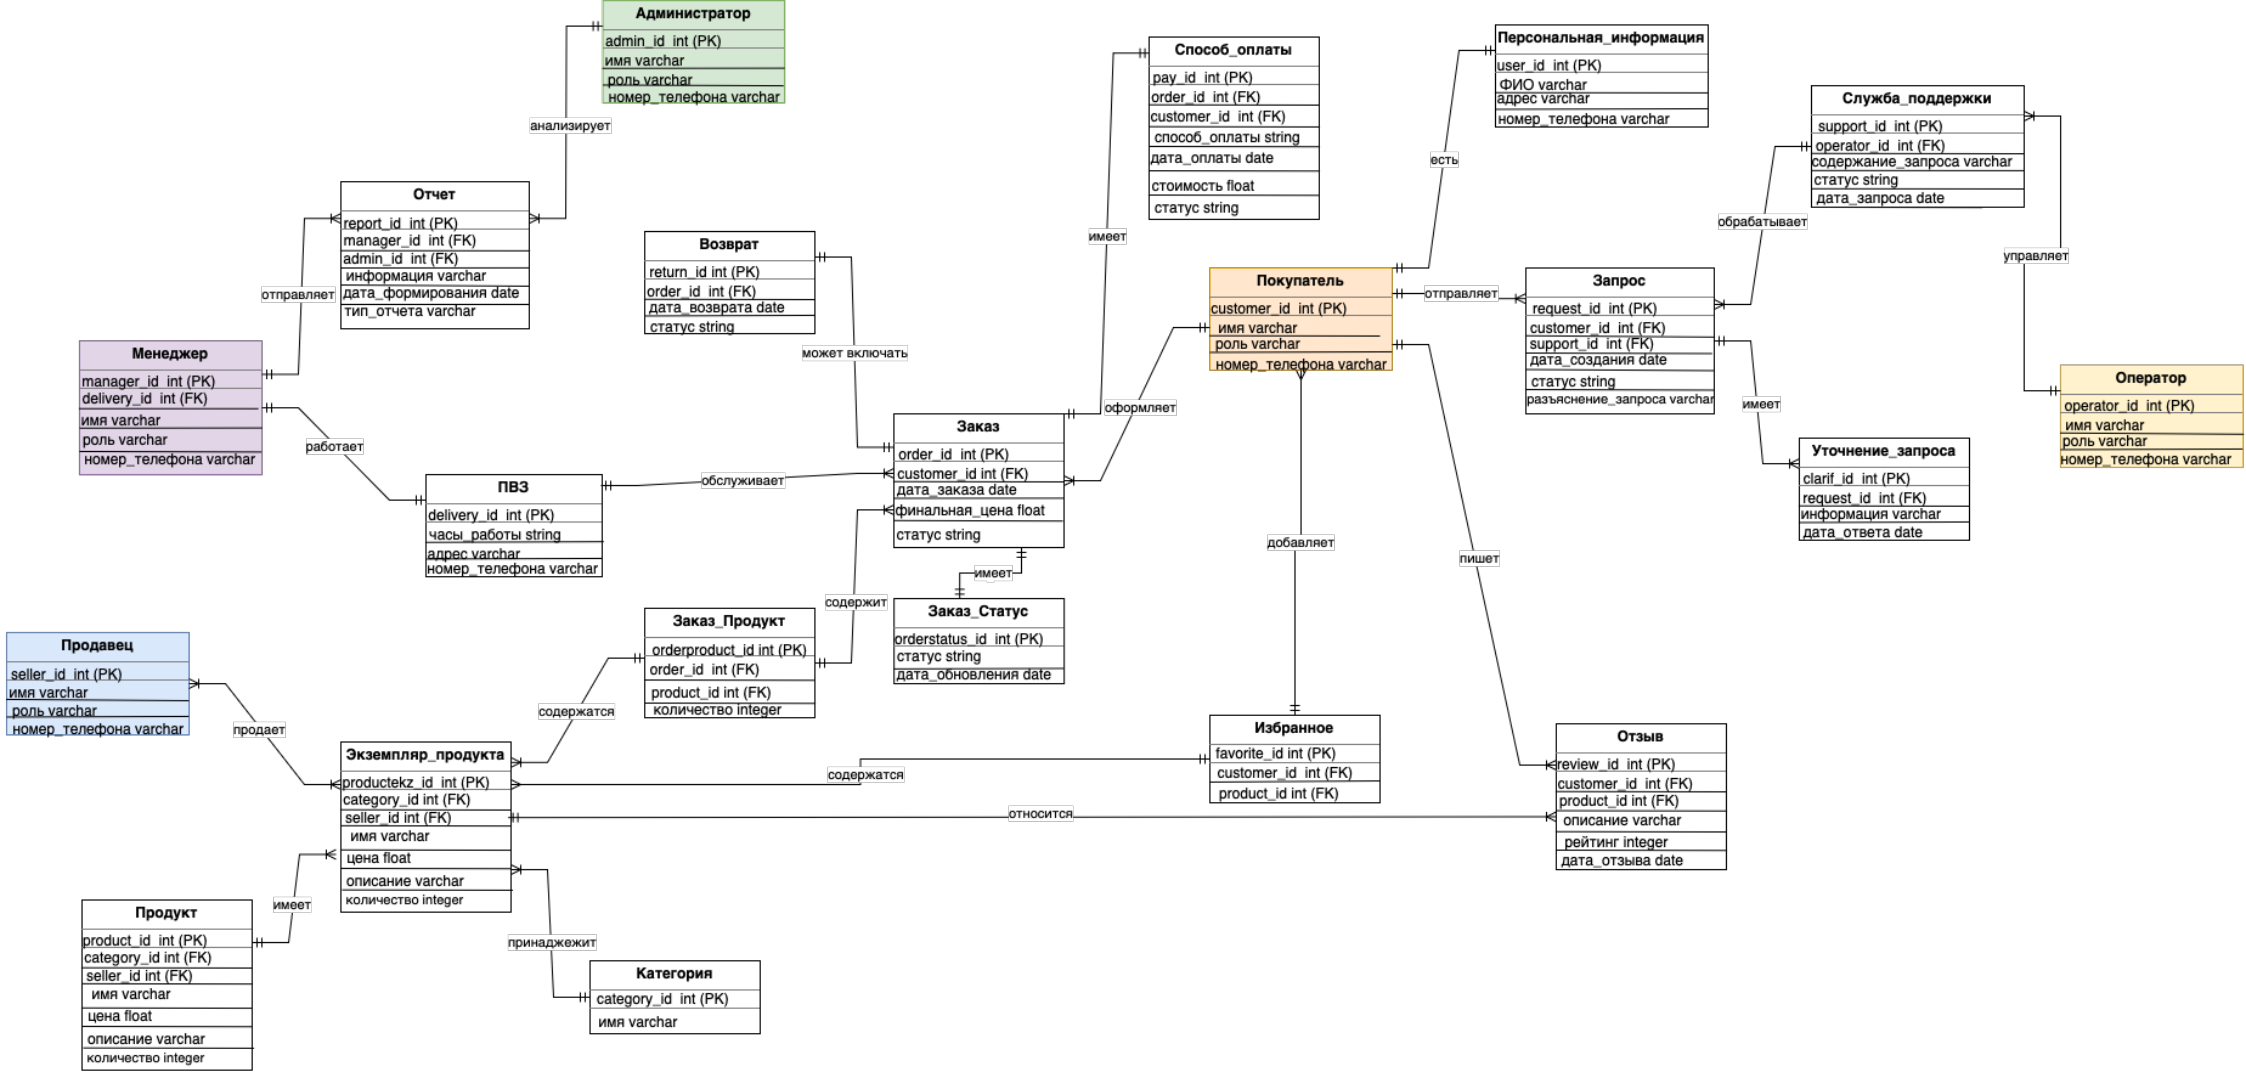 Администратор
admin_id int (PK)
имя varchar
роль varchar
номер_телефона varchar
анализирует
Отчет
report_id int (PK)
manager_id int (FK)
admin_id int (FK)
информация varchar
дата_формирования date
тип_отчета varchar
отправляет
Менеджер
manager_id int (PK)
delivery_id int (FK)
имя varchar
роль varchar
номер_телефона varchar
работает
ПВЗ
delivery_id int (PK)
часы_работы string
адрес varchar
номер_телефона varchar
обслуживает
Возврат
return_id int (PK)
order_id int (FK)
дата_возврата date
статус string
может включать
Заказ
order_id int (PK)
customer_id int (FK)
дата_заказа date
финальная_цена float
статус string
имеет
Заказ_Статус
orderstatus_id int (PK)
статус string
дата_обновления date
Способ_оплаты
pay_id int (PK)
order_id int (FK)
customer_id int (FK)
способ_оплаты string
дата_оплаты date
стоимость float
статус string
имеет
оформляет
Покупатель
customer_id int (PK)
имя varchar
роль varchar
номер_телефона varchar
Персональная_информация
user_id int (PK)
ФИО varchar
адрес varchar
номер_телефона varchar
есть
отправляет
Запрос
request_id int (PK)
customer_id int (FK)
support_id int (FK)
дата_создания date
статус string
разъяснение_запроса varchar
Служба_поддержки
support_id int (PK)
operator_id int (FK)
содержание_запроса varchar
статус string
дата_запроса date
обрабатывает
управляет
Оператор
operator_id int (PK)
имя varchar
роль varchar
номер_телефона varchar
имеет
Уточнение_запроса
clarif_id int (PK)
request_id int (FK)
информация varchar
дата_ответа date
добавляет
пишет
Продавец
seller_id int (PK)
имя varchar
роль varchar
номер_телефона varchar
продает
Заказ_Продукт
orderproduct_id int (PK)
order_id int (FK)
product_id int (FK)
количество integer
содержит
содержатся
Экземпляр_продукта
productekz_id int (PK)
category_id int (FK)
seller_id int (FK)
имя varchar
цена float
описание varchar
количество integer
содержатся
относится
Избранное
favorite_id int (PK)
customer_id int (FK)
product_id int (FK)
Отзыв
review_id int (PK)
customer_id int (FK)
product_id int (FK)
описание varchar
рейтинг integer
дата_отзыва date
имеет
Продукт
product_id int (PK)
category_id int (FK)
seller_id int (FK)
имя varchar
цена float
описание varchar
количество integer
принаджежит
Категория
category_id int (PK)
имя varchar